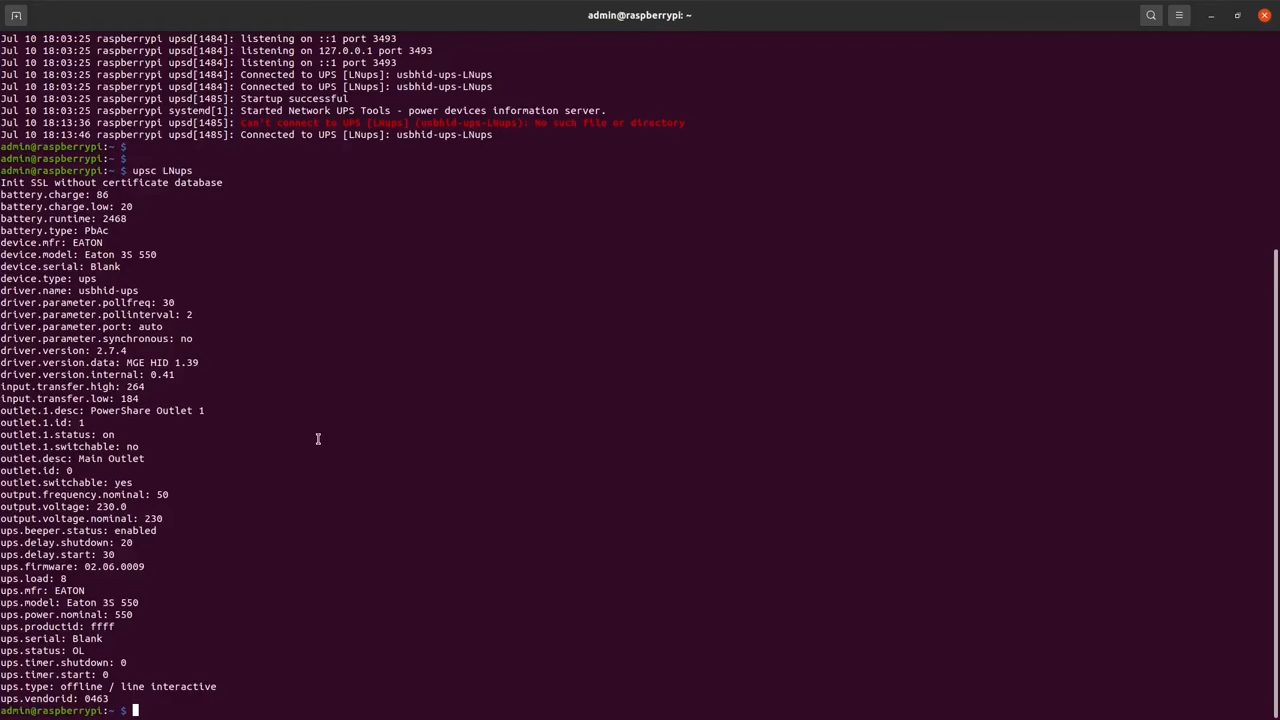 admin@raspberrypi: ~
Jul 10 18:03:25 raspberrypi upsd[1484]: listening on ::1 port 3493
Jul 10 18:03:25 raspberrypi upsd[1484]: listening on 127.0.0.1 port 3493
Jul 10 18:03:25 raspberrypi upsd[1484]: listening on ::1 port 3493
Jul 10 18:03:25 raspberrypi upsd[1484]: Connected to UPS [LNups]: usbhid-ups-LNups
Jul 10 18:03:25 raspberrypi upsd[1484]: Connected to UPS [LNups]: usbhid-ups-LNups
Jul 10 18:03:25 raspberrypi upsd[1485]: Startup successful
Jul 10 18:03:25 raspberrypi systemd[1]: Started Network UPS Tools - power devices information server.
Jul 10 18:13:36 raspberrypi upsd[1485]: Can't connect to UPS [LNups] (usbhid-ups-LNups): No such file or directory
Jul 10 18:13:46 raspberrypi upsd[1485]: Connected to UPS [LNups]: usbhid-ups-LNups
admin@raspberrypi:~ $
admin@raspberrypi:~ $
admin@raspberrypi:~ $ upsc LNups
Init SSL without certificate database
battery.charge: 86
battery.charge.low: 20
battery.runtime: 2468
battery.type: PbAc
device.mfr: EATON
device.model: Eaton 3S 550
device.serial: Blank
device.type: ups
driver.name: usbhid-ups
driver.parameter.pollfreq: 30
driver.parameter.pollinterval: 2
driver.parameter.port: auto
driver.parameter.synchronous: no
driver.version: 2.7.4
driver.version.data: MGE HID 1.39
driver.version.internal: 0.41
input.transfer.high: 264
input.transfer.low: 184
outlet.1.desc: PowerShare Outlet 1
outlet.1.id: 1
outlet.1.status: on
outlet.1.switchable: no
outlet.desc: Main Outlet
outlet.id: 0
outlet.switchable: yes
output.frequency.nominal: 50
output.voltage: 230.0
output.voltage.nominal: 230
ups.beeper.status: enabled
ups.delay.shutdown: 20
ups.delay.start: 30
ups.firmware: 02.06.0009
ups.load: 8
ups.mfr: EATON
ups.model: Eaton 3S 550
ups.power.nominal: 550
ups.productid: ffff
ups.serial: Blank
ups.status: OL
ups.timer.shutdown: 0
ups.timer.start: 0
ups.type: offline / line interactive
ups.vendorid: 0463
admin@raspberrypi:~ $